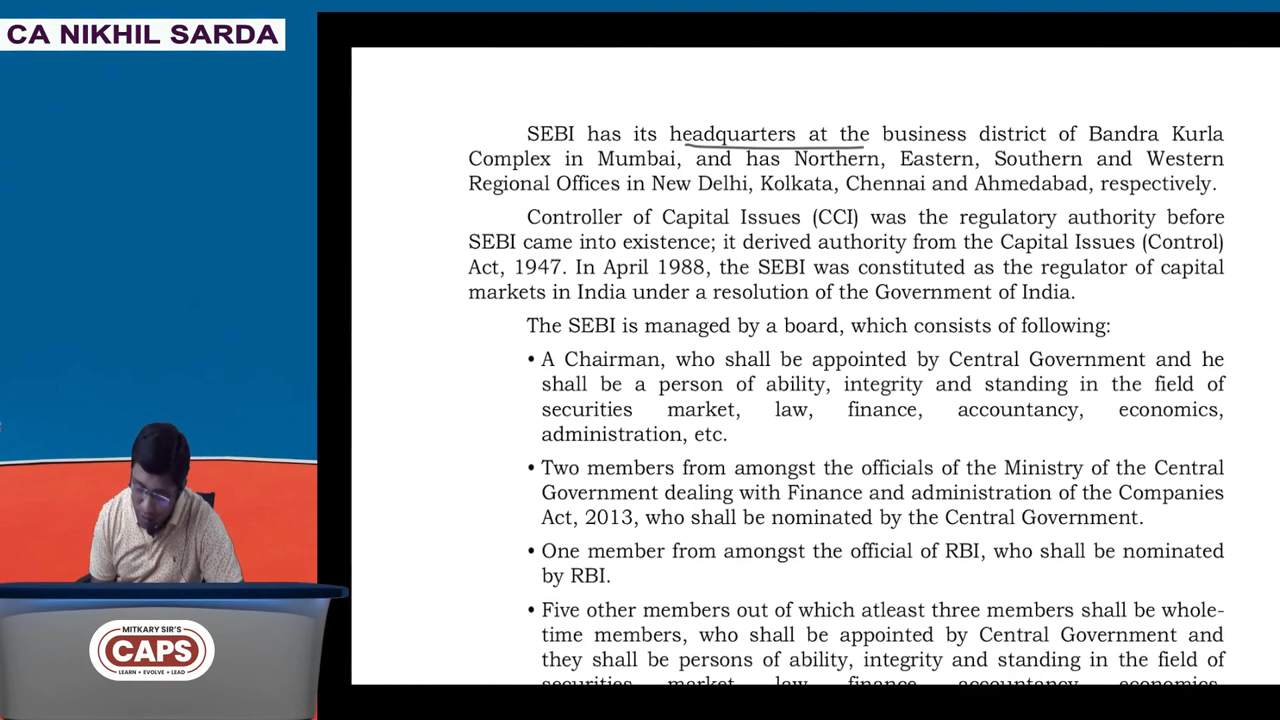 CA NIKHIL SARDA
SEBI has its headquarters at the business district of Bandra Kurla
Complex in Mumbai, and has Northern, Eastern, Southern and Western
Regional Offices in New Delhi, Kolkata, Chennai and Ahmedabad, respectively.
Controller of Capital Issues (CCI) was the regulatory authority before
SEBI came into existence; it derived authority from the Capital Issues (Control)
Act, 1947. In April 1988, the SEBI was constituted as the regulator of capital
markets in India under a resolution of the Government of India.
The SEBI is managed by a board, which consists of following:
• A Chairman, who shall be appointed by Central Government and he
shall be a person of ability, integrity and standing in the field of
securities market, law, finance, accountancy, economics,
administration, etc.
• Two members from amongst the officials of the Ministry of the Central
Government dealing with Finance and administration of the Companies
Act, 2013, who shall be nominated by the Central Government.
• One member from amongst the official of RBI, who shall be nominated
by RBI.
• Five other members out of which atleast three members shall be whole-
time members, who shall be appointed by Central Government and
they shall be persons of ability, integrity and standing in the field of
securities market, law, finance, accountancy, economics,
MITKARY SIR'S
CAPS
LEARN • EVOLVE • LEAD